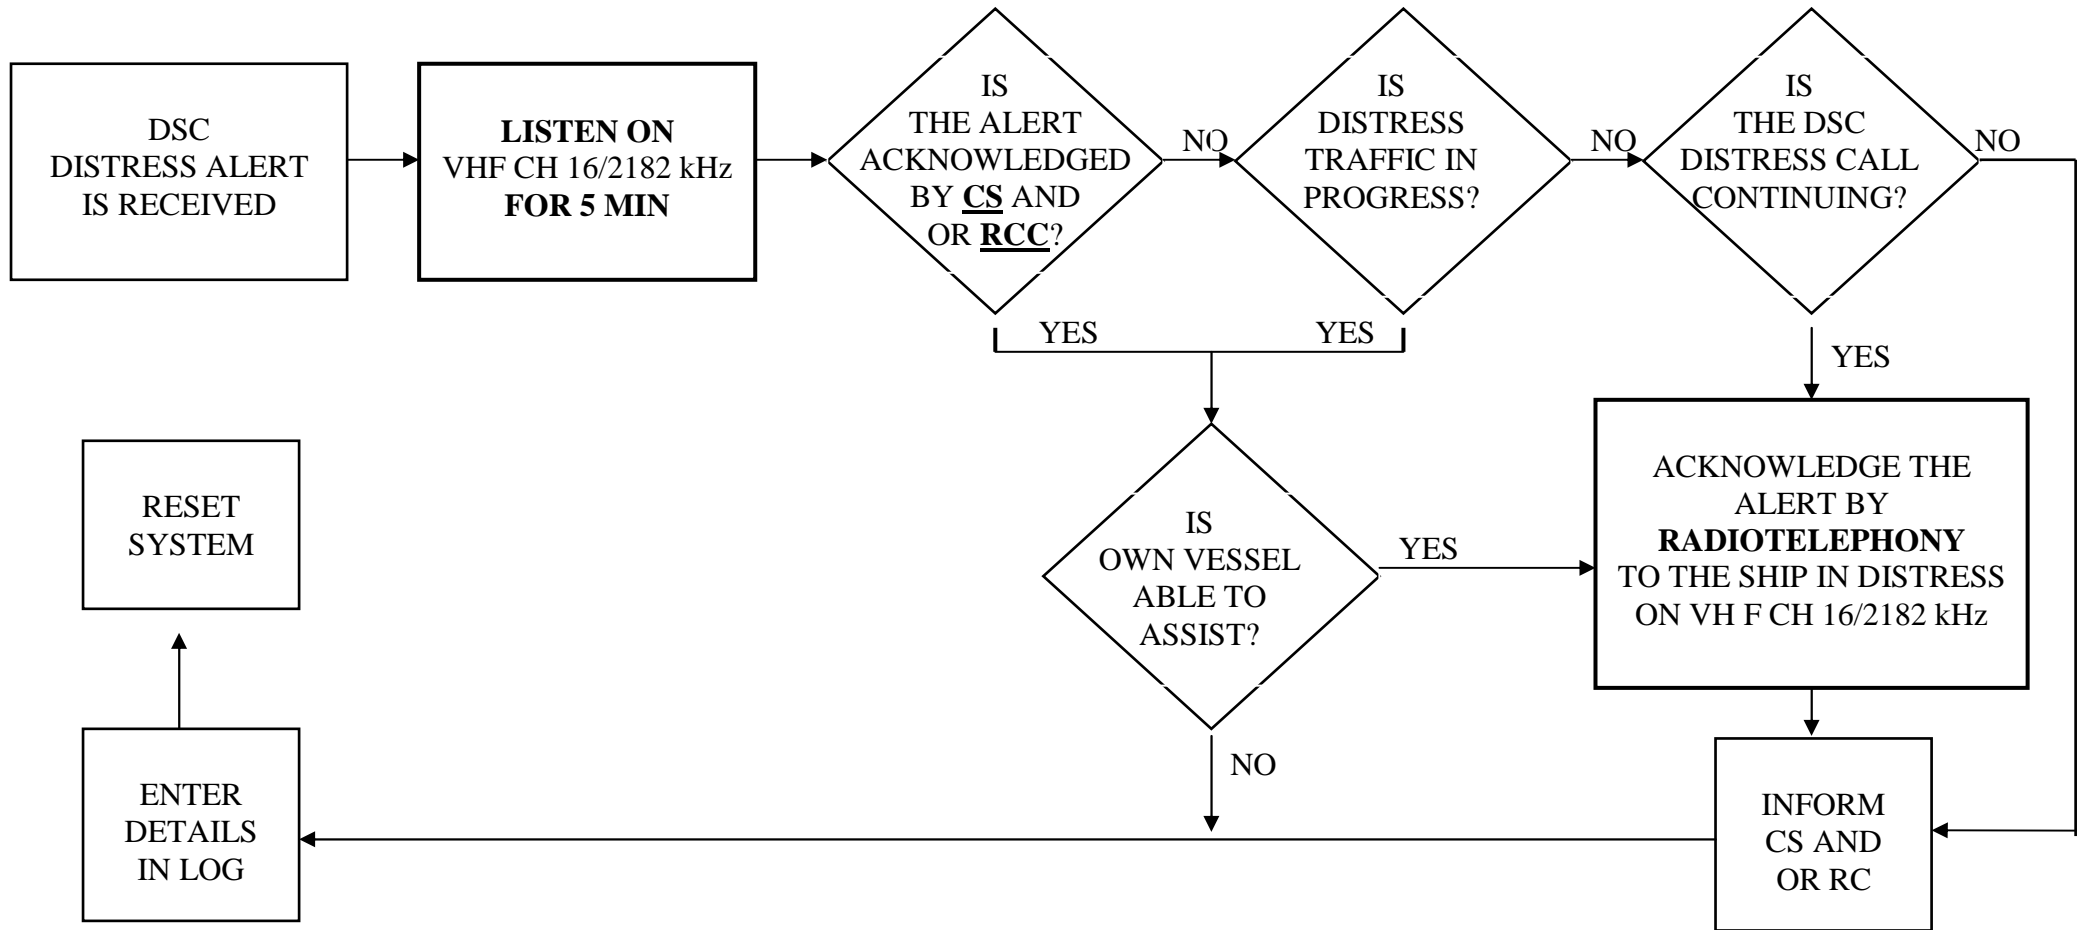 DSC
DISTRESS ALERT
IS RECEIVED
LISTEN ON
VHF CH 16/2182 kHz
FOR 5 MIN
IS
THE ALERT
ACKNOWLEDGED
BY CS AND
OR RCC?
NO
IS
DISTRESS
TRAFFIC IN
PROGRESS?
NO
IS
THE DSC
DISTRESS CALL
CONTINUING?
NO
YES
YES
YES
IS
OWN VESSEL
ABLE TO
ASSIST?
YES
NO
ACKNOWLEDGE THE
ALERT BY
RADIOTELEPHONY
TO THE SHIP IN DISTRESS
ON VH F CH 16/2182 kHz
INFORM
CS AND
OR RC
ENTER
DETAILS
IN LOG
RESET
SYSTEM